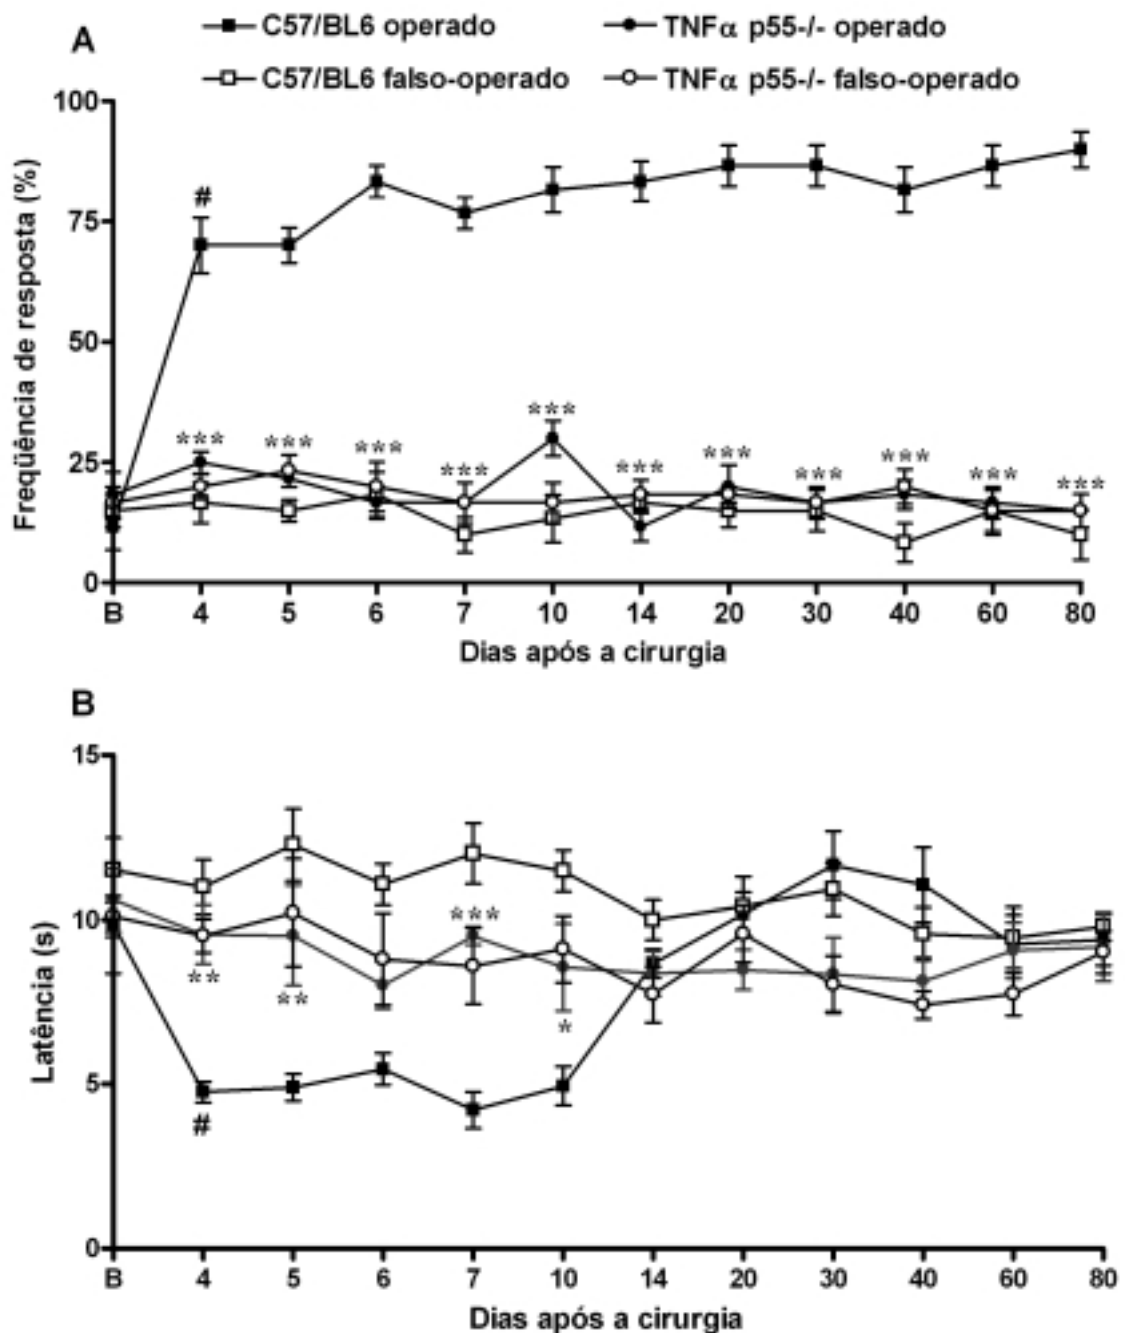 A
C57/BL6 operado TNFα p55-/- operado
C57/BL6 falso-operado TNFα p55-/- falso-operado
100
75
50
25
0
Freqüência de resposta (%)
#
*** *** *** *** *** *** *** *** *** *** ***
B 4 5 6 7 10 14 20 30 40 60 80
Dias após a cirurgia
B
15
10
5
0
Latência (s)
** ** *** *
#
B 4 5 6 7 10 14 20 30 40 60 80
Dias após a cirurgia